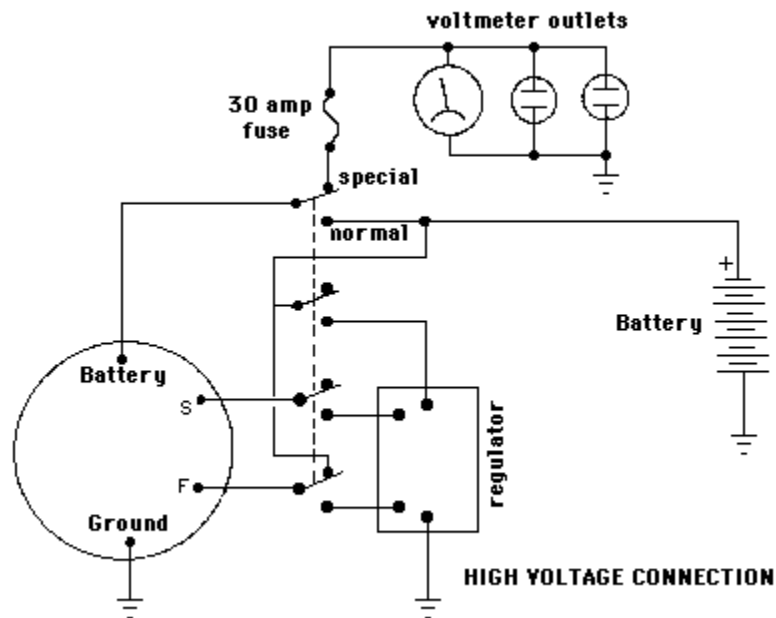 voltmeter outlets
30 amp
fuse
special
normal
+
Battery
Battery
S
F
Ground
regulator
HIGH VOLTAGE CONNECTION